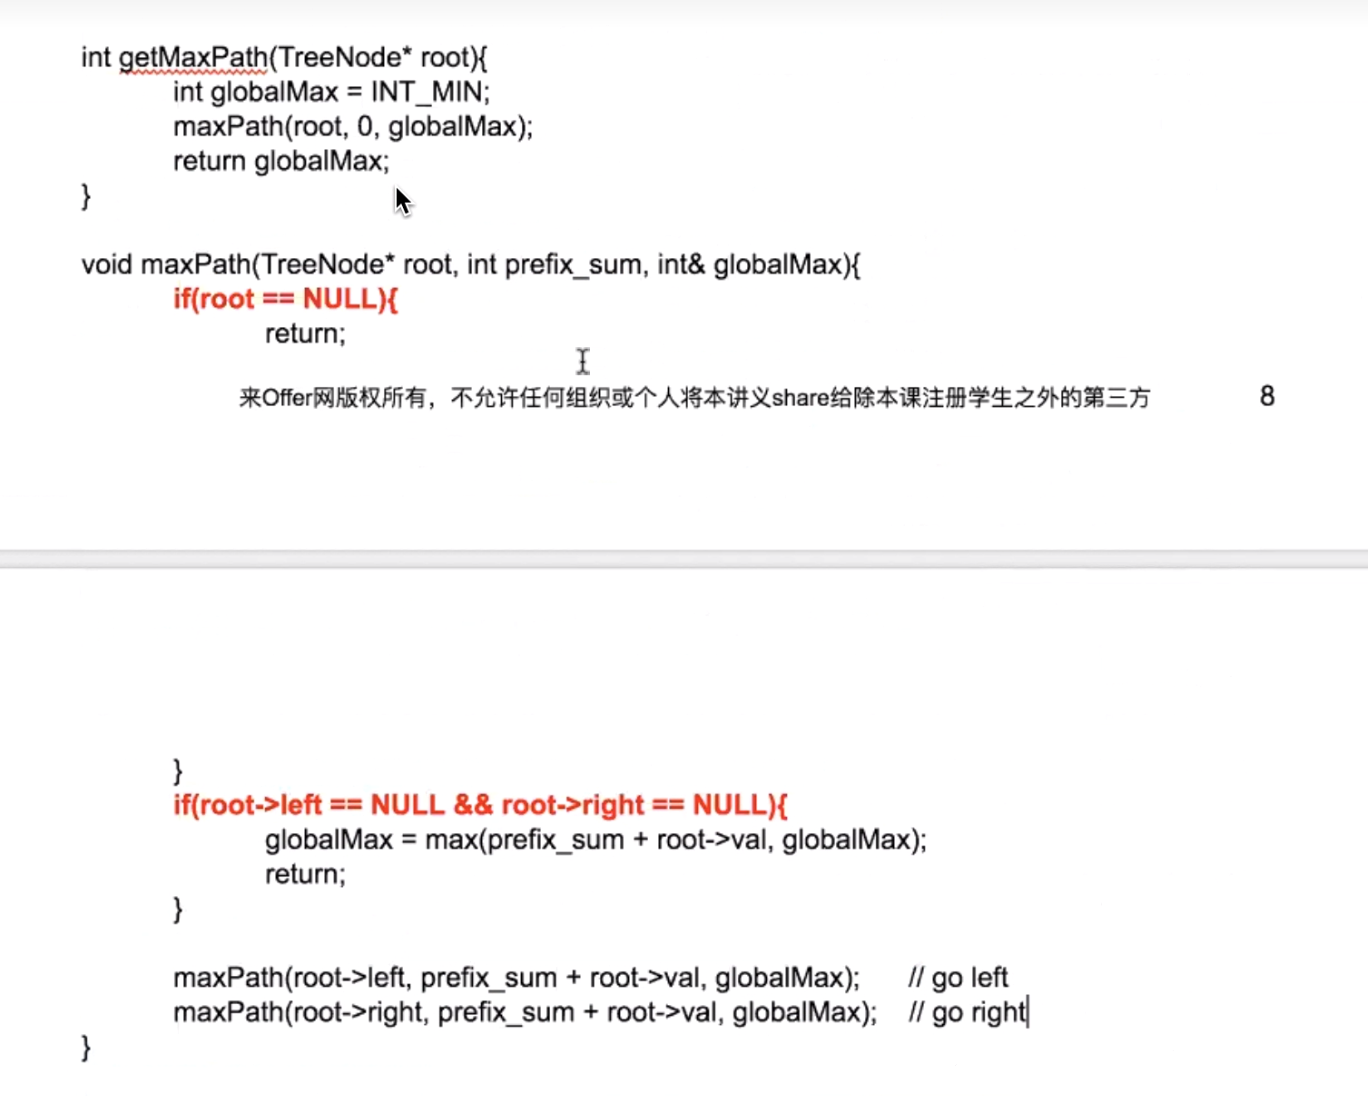 int getMaxPath(TreeNode* root){
int globalMax = INT_MIN;
maxPath(root, 0, globalMax);
return globalMax;
}
void maxPath(TreeNode* root, int prefix_sum, int& globalMax){
if(root == NULL){
return;
来Offer网版权所有，不允许任何组织或个人将本讲义share给除本课注册学生之外的第三方 8
}
if(root->left == NULL && root->right == NULL){
globalMax = max(prefix_sum + root->val, globalMax);
return;
}
maxPath(root->left, prefix_sum + root->val, globalMax); // go left
maxPath(root->right, prefix_sum + root->val, globalMax); // go right
}